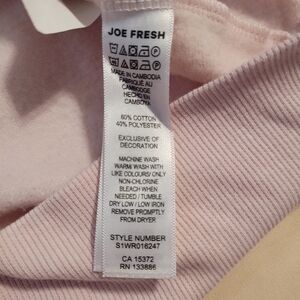 JOE FRESH
MADE IN CAMBODIA
FABRIQUÉ AU
CAMBODGE
HECHO EN
CAMBOYA
60% COTTON
40% POLYESTER
EXCLUSIVE OF
DECORATION
MACHINE WASH
WARM WASH WITH
LIKE COLOURS/ ONLY
NON-CHLORINE
BLEACH WHEN
NEEDED / TUMBLE
DRY LOW / LOW IRON
REMOVE PROMPTLY
FROM DRYER
STYLE NUMBER
S1WR016247
CA 15372
RN 133886